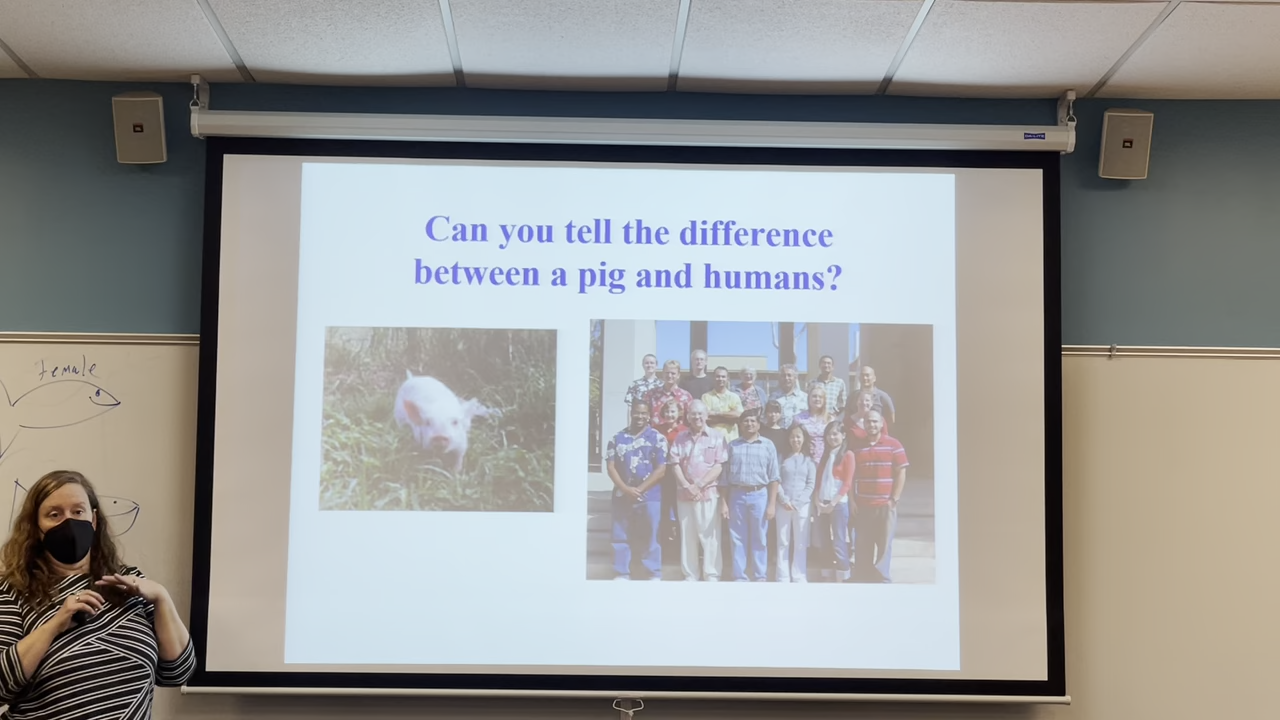 Can you tell the difference
between a pig and humans?
Female